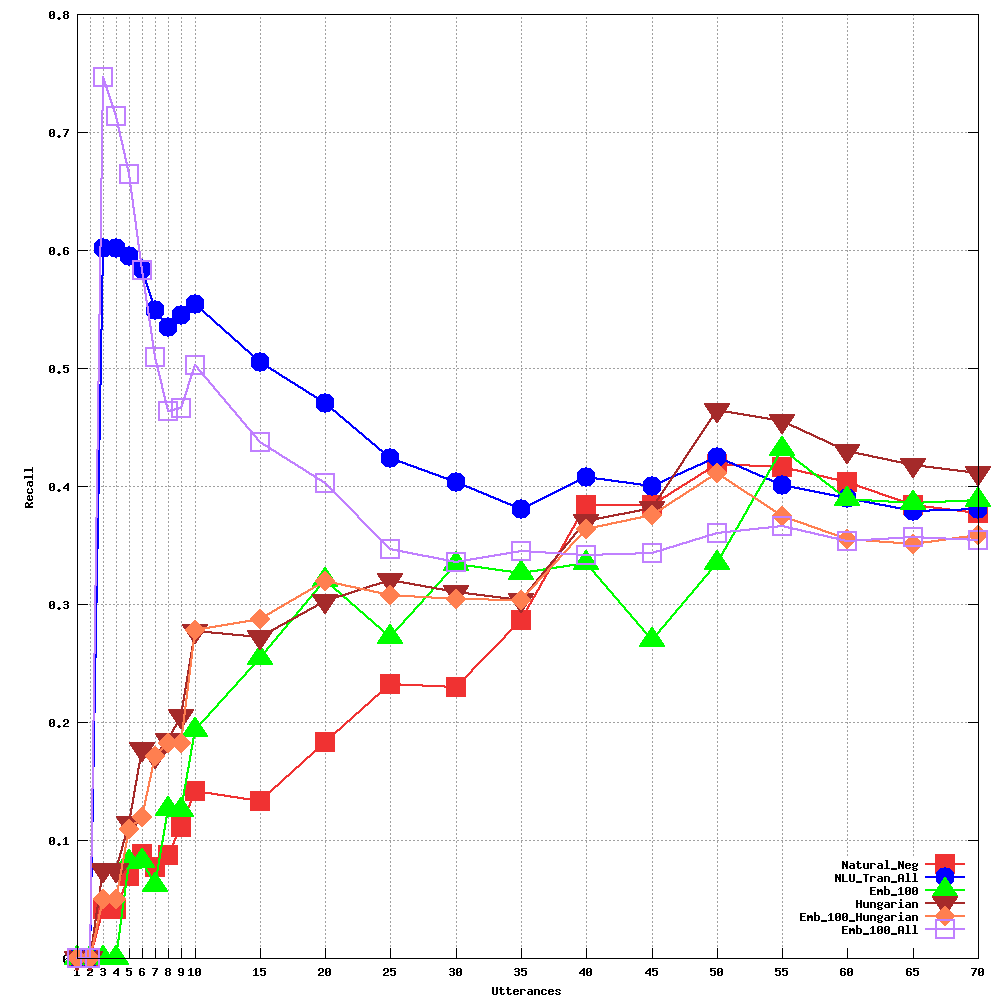 0.8
0.7
0.6
0.5
0.4
0.3
0.2
0.1
0
Recall
1 2 3 4 5 6 7 8 9 10 15 20 25 30 35 40 45 50 55 60 65 70
Utterances
Natural_Neg
NLU_Tran_All
Emb_100
Hungarian
Emb_100_Hungarian
Emb_100_All